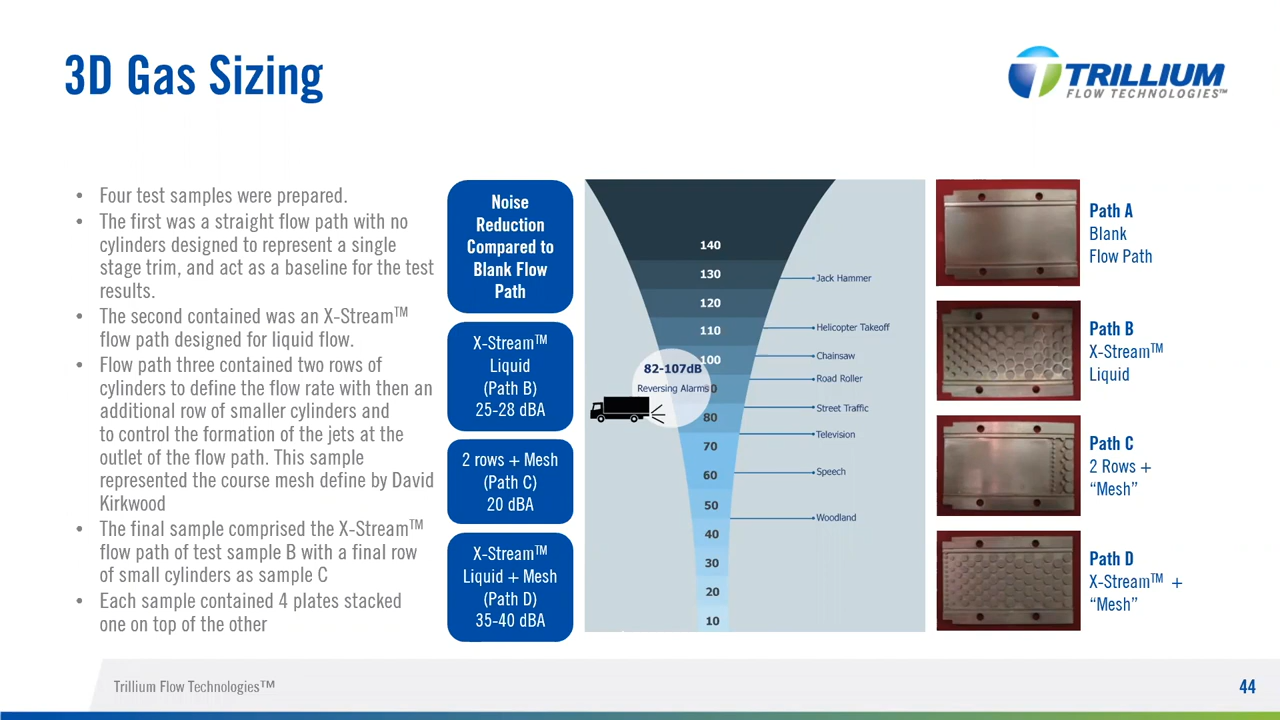 3D Gas Sizing
TRILLIUM
FLOW TECHNOLOGIES™
• Four test samples were prepared.
• The first was a straight flow path with no
cylinders designed to represent a single
stage trim, and act as a baseline for the test
results.
• The second contained was an X-Stream™
flow path designed for liquid flow.
• Flow path three contained two rows of
cylinders to define the flow rate with then an
additional row of smaller cylinders and
to control the formation of the jets at the
outlet of the flow path. This sample
represented the course mesh define by David
Kirkwood
• The final sample comprised the X-Stream™
flow path of test sample B with a final row
of small cylinders as sample C
• Each sample contained 4 plates stacked
one on top of the other
Noise
Reduction
Compared to
Blank Flow
Path
X-Stream™
Liquid
(Path B)
25-28 dBA
2 rows + Mesh
(Path C)
20 dBA
X-Stream™
Liquid + Mesh
(Path D)
35-40 dBA
140
130
120
110
100
0
80
70
60
50
40
30
20
10
82-107dB
Reversing Alarms
Jack Hammer
Helicopter Takeoff
Chainsaw
Road Roller
Street Traffic
Television
Speech
Woodland
Path A
Blank
Flow Path
Path B
X-Stream™
Liquid
Path C
2 Rows +
“Mesh”
Path D
X-Stream™ +
“Mesh”
Trillium Flow Technologies™
44